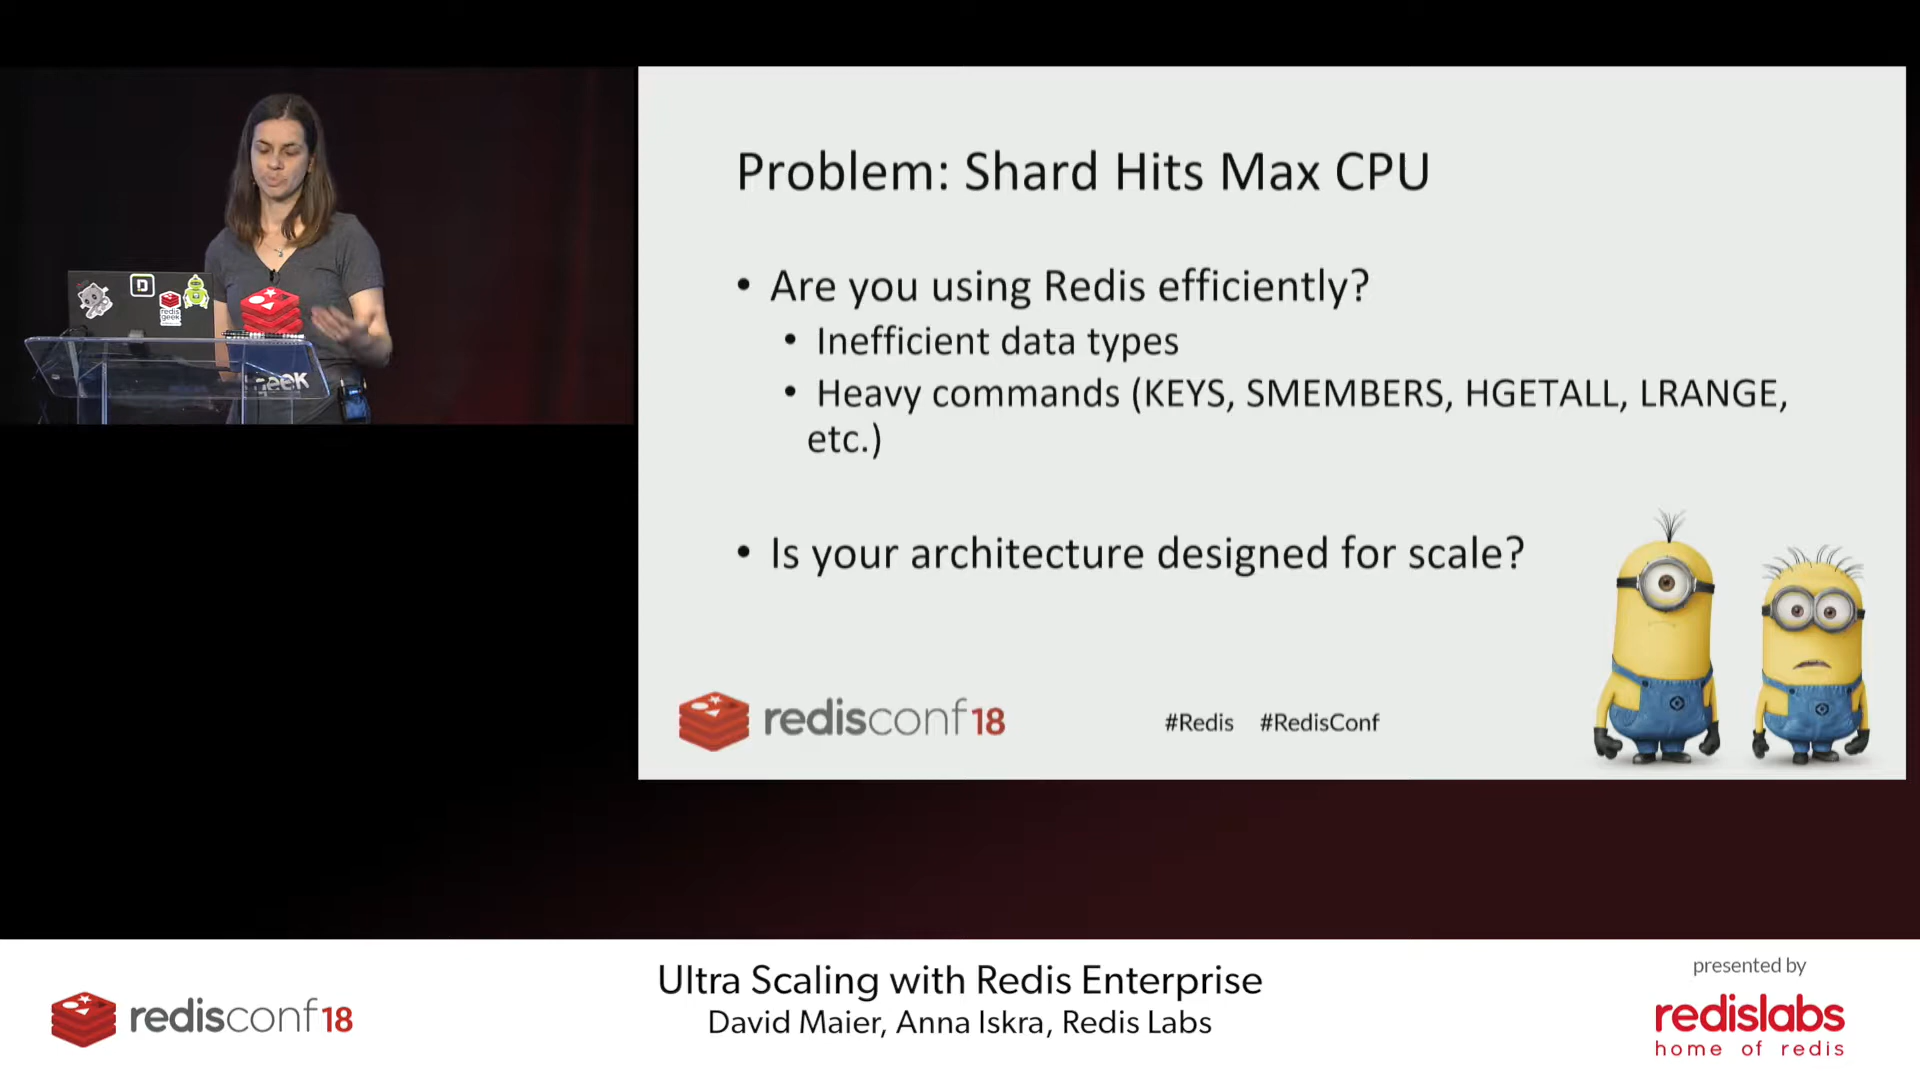 Problem: Shard Hits Max CPU
• Are you using Redis efficiently?
• Inefficient data types
• Heavy commands (KEYS, SMEMBERS, HGETALL, LRANGE,
etc.)
• Is your architecture designed for scale?
redisconf18
#Redis #RedisConf
D
redis
geek
geek
Ultra Scaling with Redis Enterprise
David Maier, Anna Iskra, Redis Labs
redisconf18
presented by
redislabs
home of redis